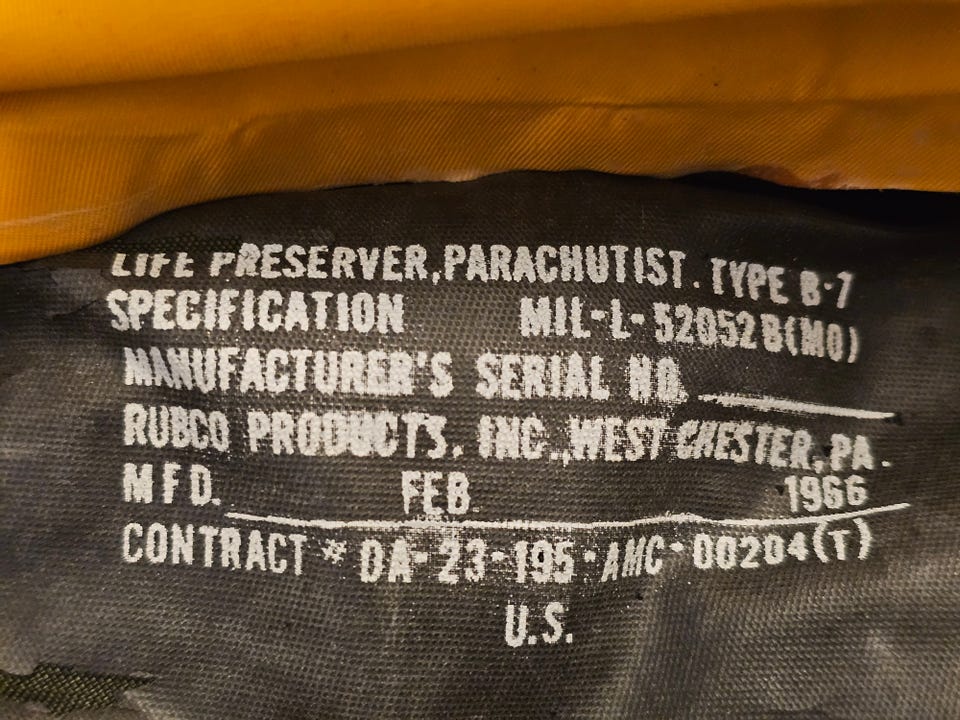 LIFE PRESERVER, PARACHUTIST. TYPE B-7
SPECIFICATION MIL-L-52052B(MO)
MANUFACTURER'S SERIAL NO.
RUBCO PRODUCTS, INC., WEST CHESTER, PA.
MFD. FEB 1966
CONTRACT # DA-23-195-AMC-00204(T)
U.S.